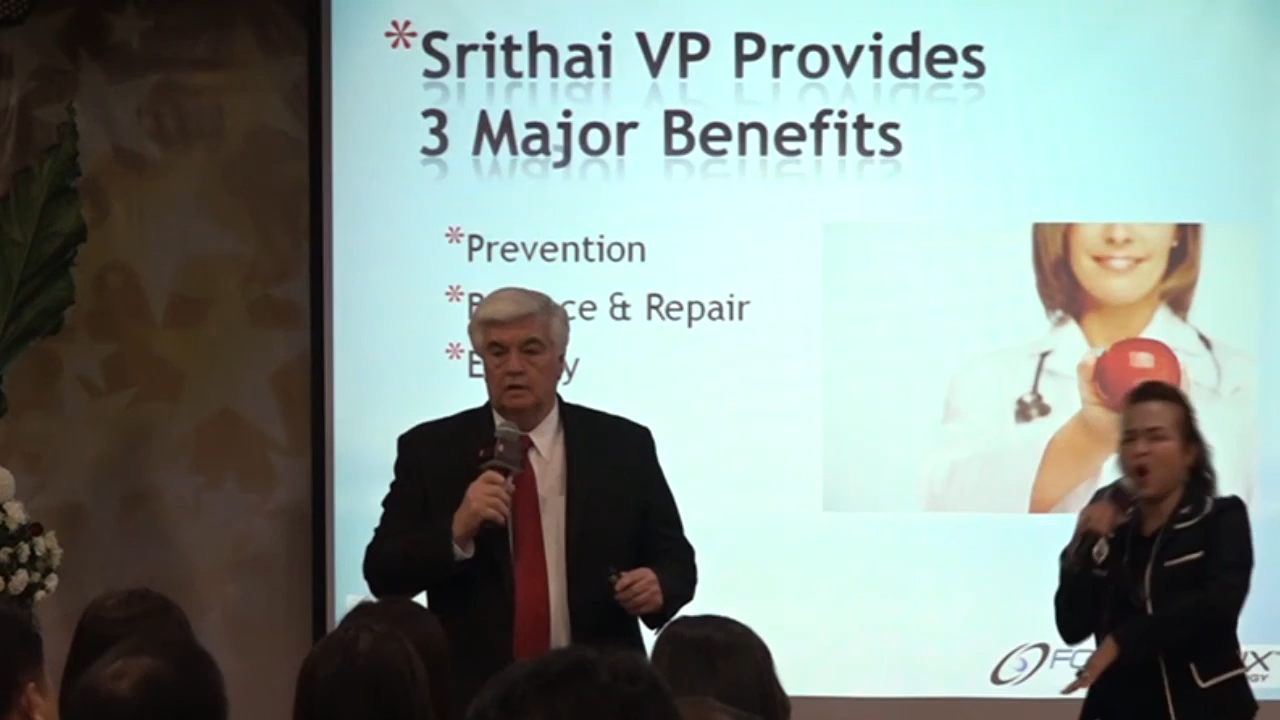 *Srithai VP Provides
3 Major Benefits
*Prevention
& Repair